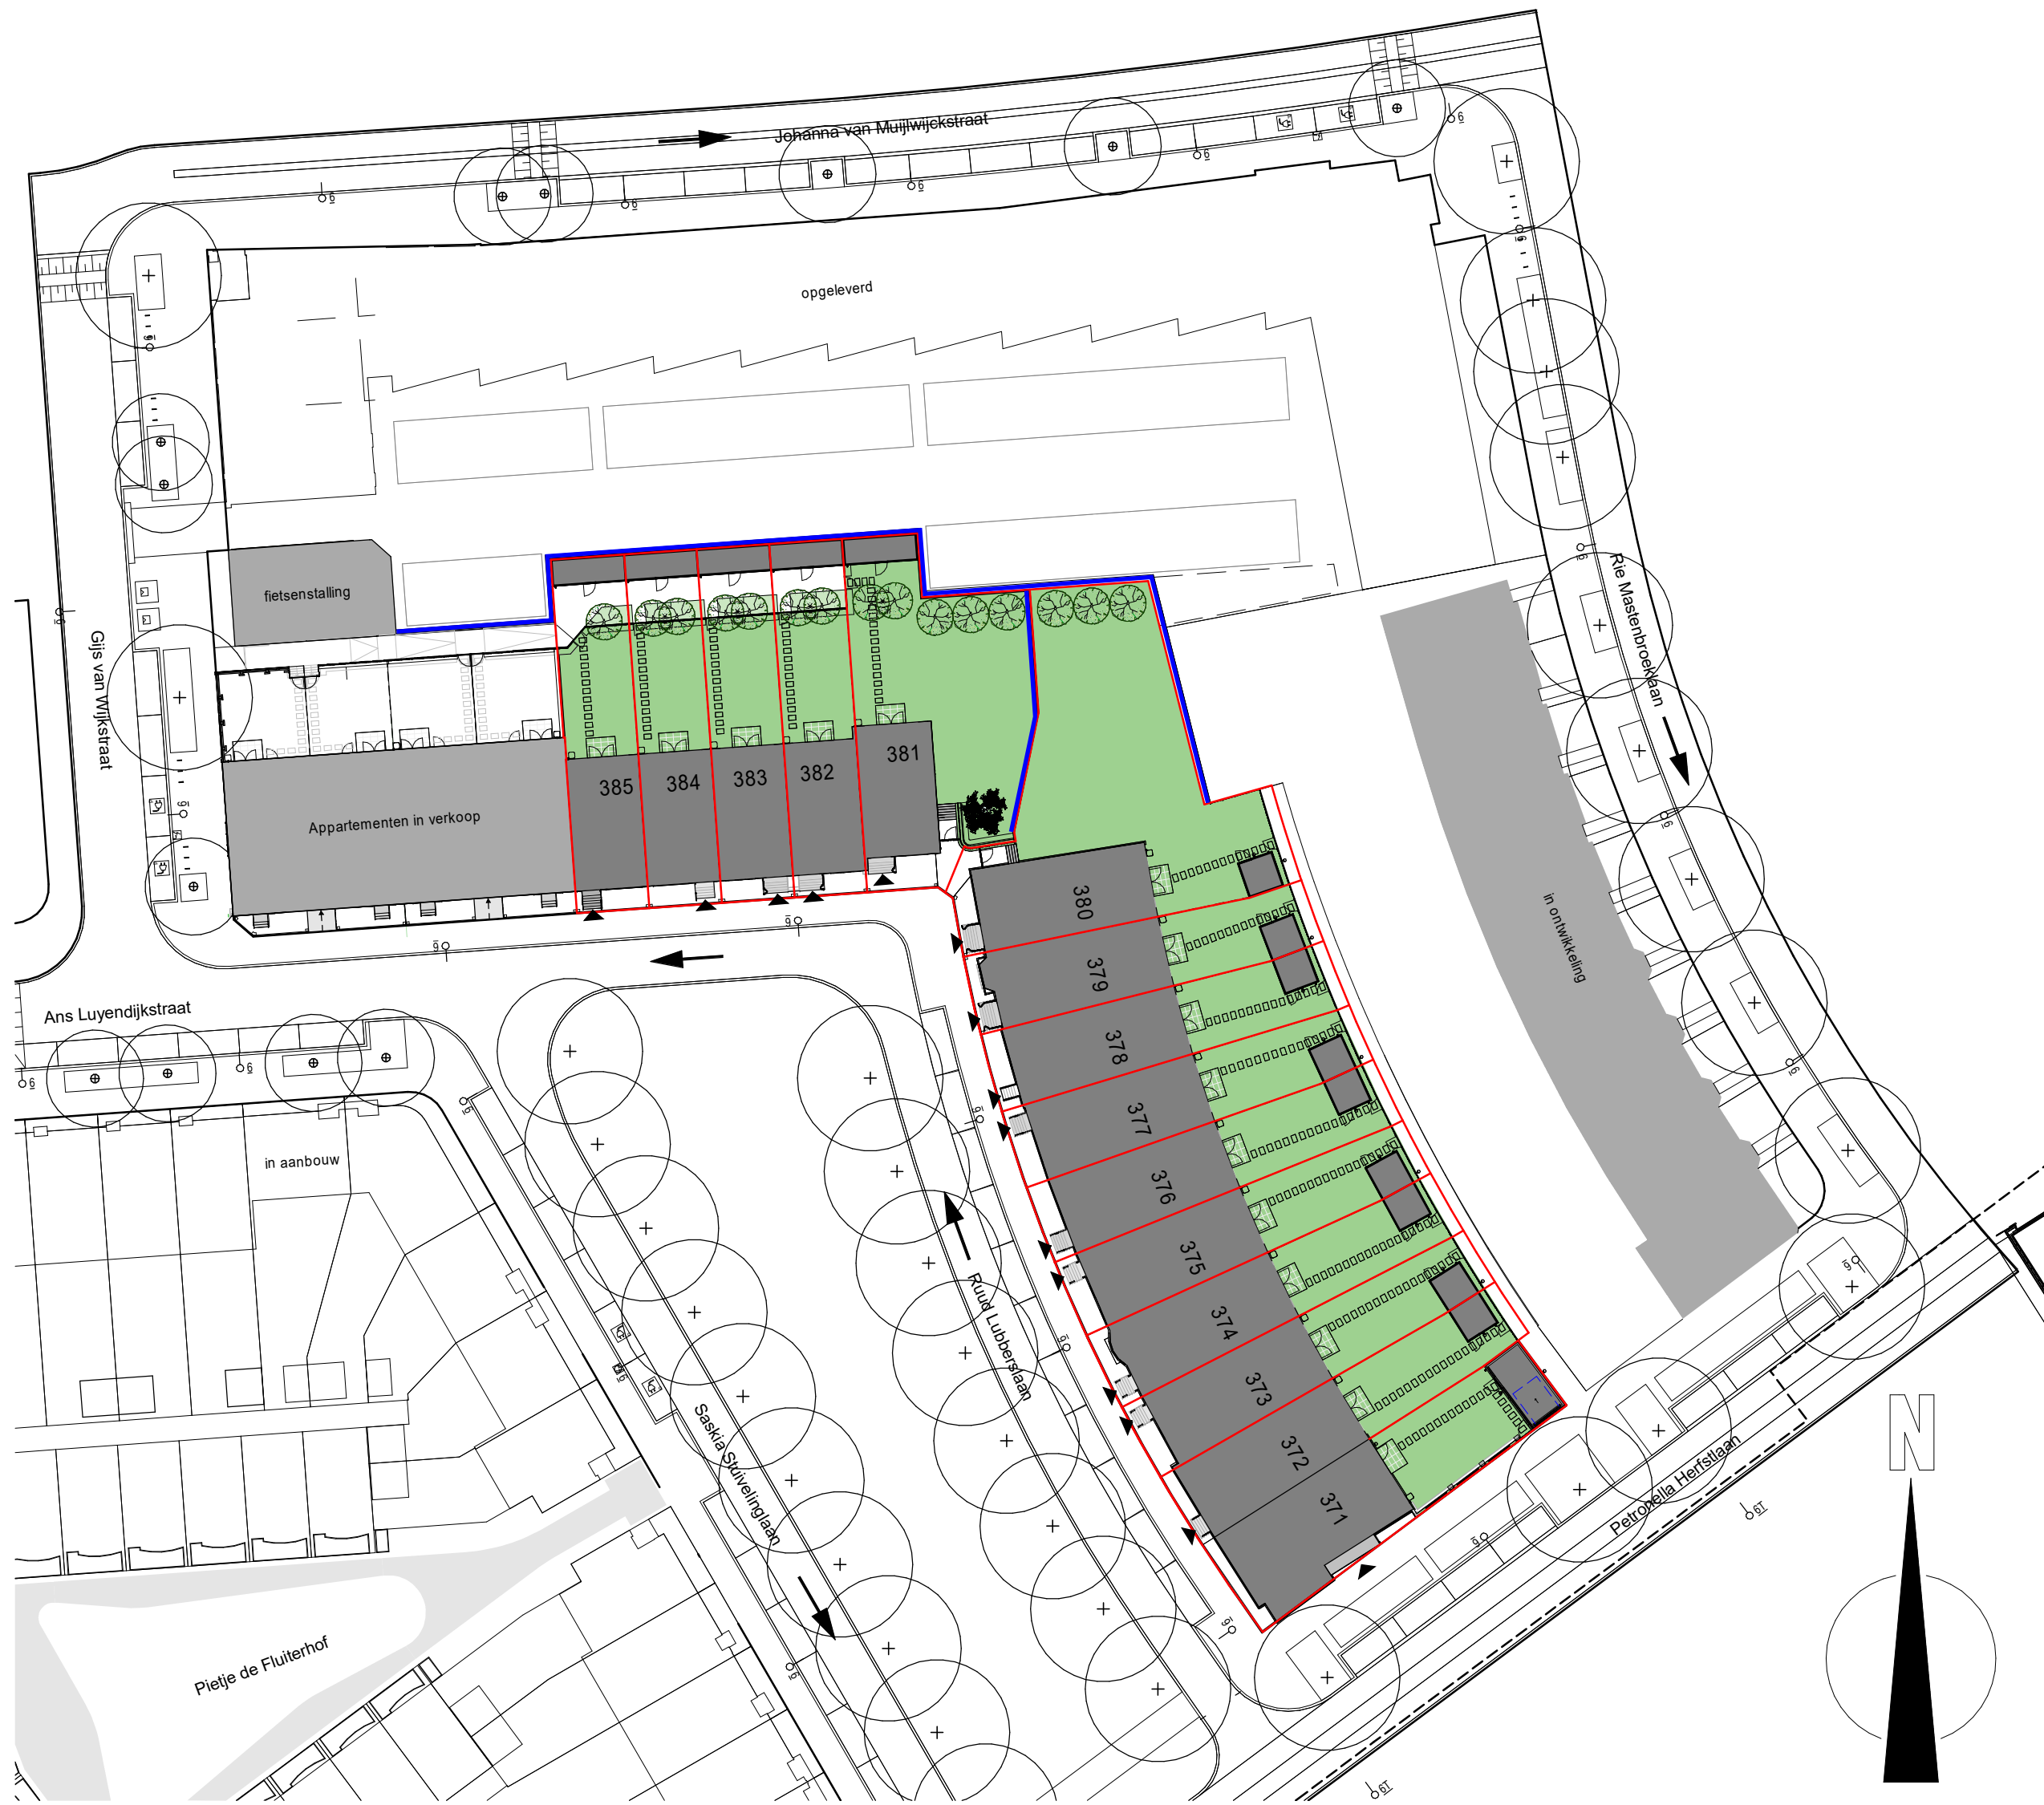 Johanna van Muijlwijckstraat
opgeleverd
fietsenstalling
Gijs van Wijkstraat
Rie Mastenbroeklaan
Appartementen in verkoop
385
384
383
382
381
380
379
378
377
376
375
374
373
372
371
in ontwikkeling
Ans Luyendijkstraat
in aanbouw
Ruud Lubberslaan
Saskia Stuivelinglaan
Petronella Herfstlaan
Pietje de Fluiterhof
N